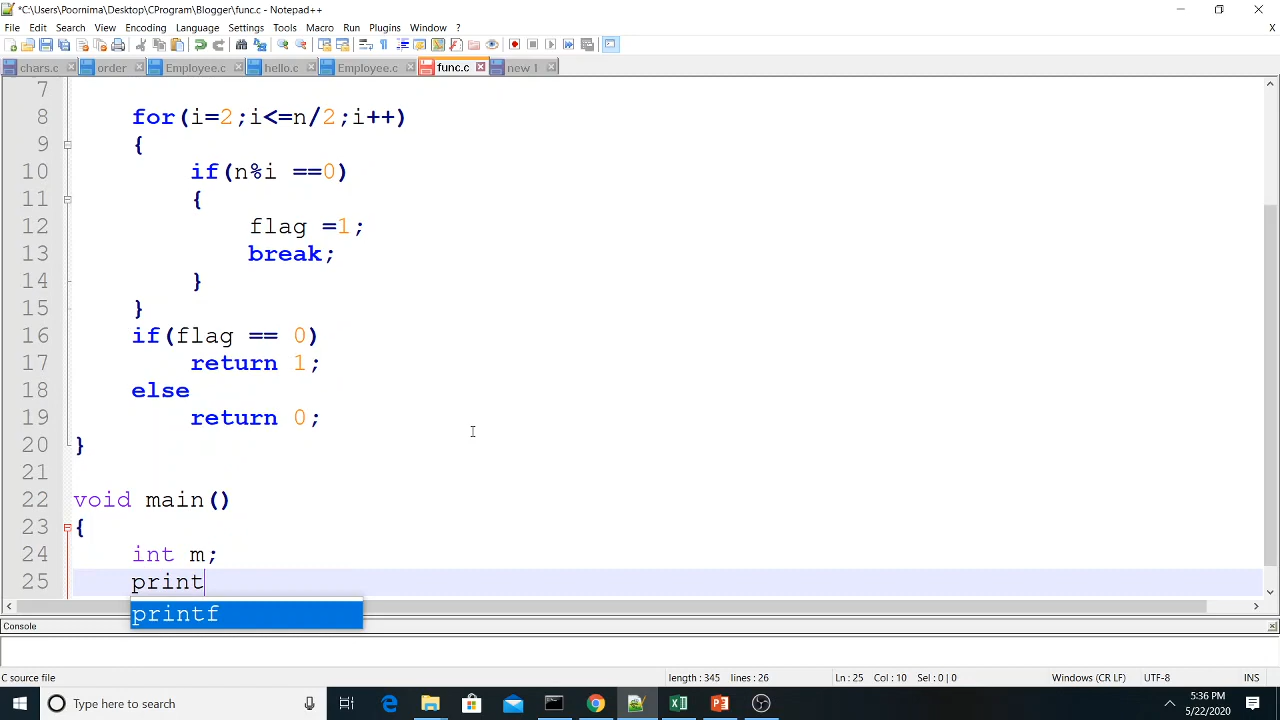 *C:\Users\Poornima\Desktop\CProgram\Blogger\func.c - Notepad++
File Edit Search View Encoding Language Settings Tools Macro Run Plugins Window ? X
chars.c order Employee.c hello.c Employee.c func.c new 1
7
8 for(i=2;i<=n/2;i++)
9 {
10 if(n%i ==0)
11 {
12 flag =1;
13 break;
14 }
15 }
16 if(flag == 0)
17 return 1;
18 else
19 return 0;
20 }
21
22 void main()
23 {
24 int m;
25 print
printf
Console
C source file length : 345 lines : 26 Ln : 25 Col : 10 Sel : 0 | 0 Windows (CR LF) UTF-8 INS
Type here to search
5:36 PM
5/22/2020